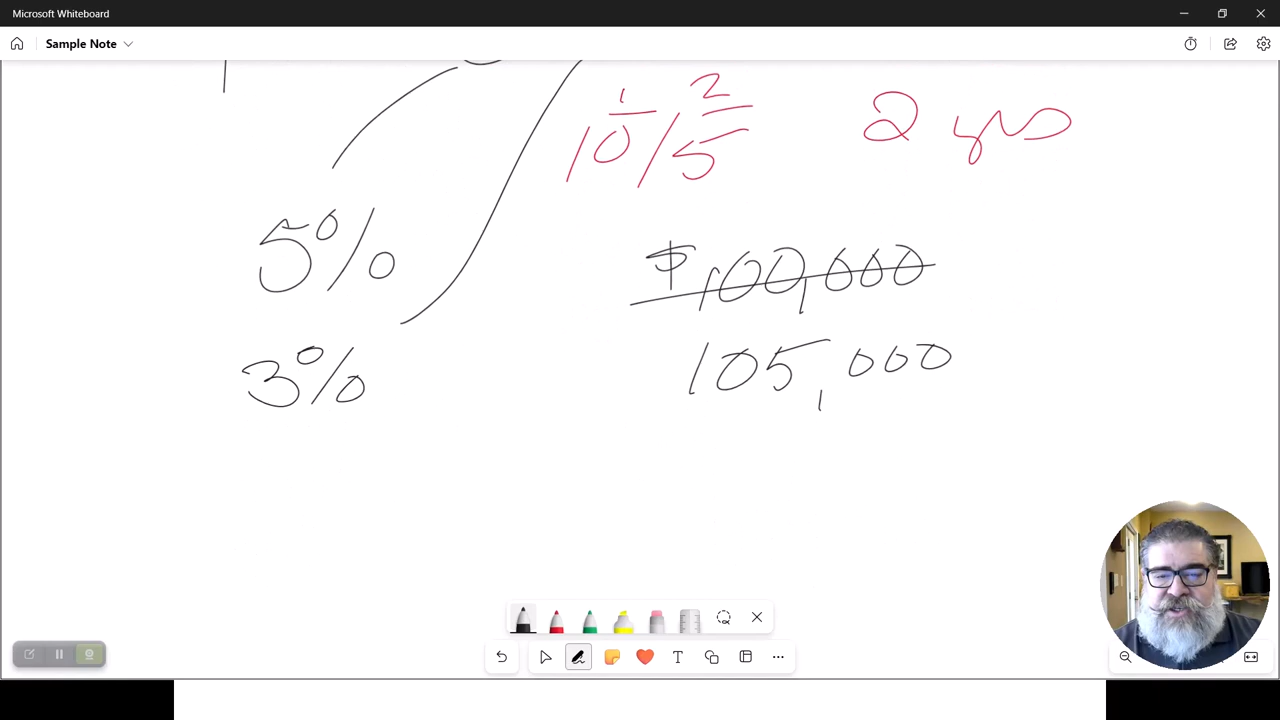 Microsoft Whiteboard
Sample Note
1 2
10/5
2 yrs
5%
$100,000
3%
105,000
T